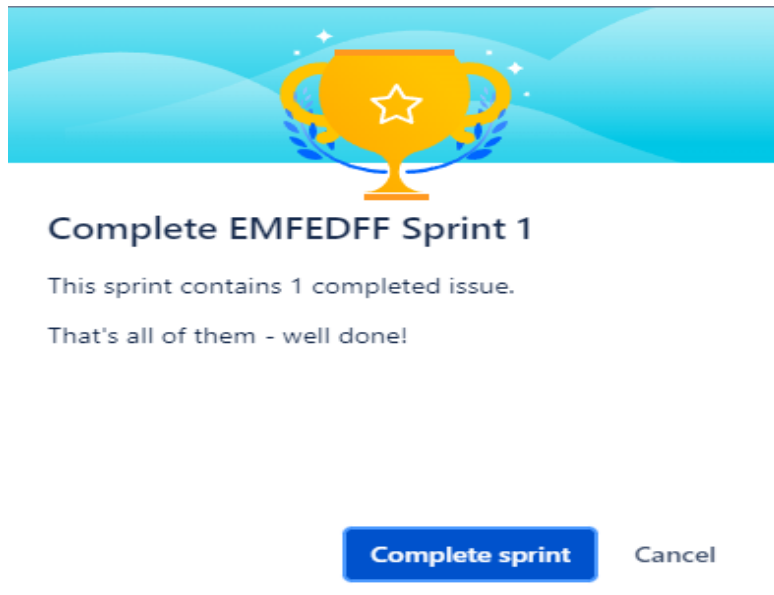 Complete EMFEDFF Sprint 1
This sprint contains 1 completed issue.
That's all of them - well done!
Complete sprint Cancel